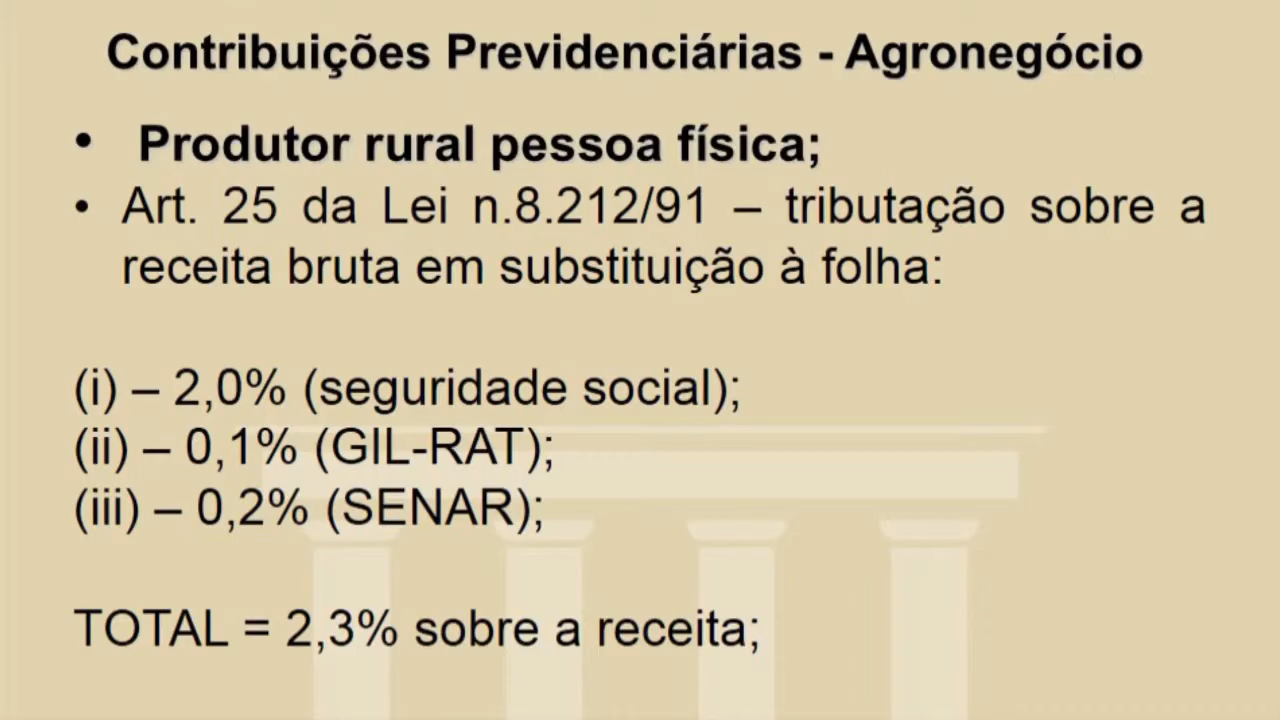 Contribuições Previdenciárias - Agronegócio
• Produtor rural pessoa física;
• Art. 25 da Lei n.8.212/91 – tributação sobre a
receita bruta em substituição à folha:
(i) – 2,0% (seguridade social);
(ii) – 0,1% (GIL-RAT);
(iii) – 0,2% (SENAR);
TOTAL = 2,3% sobre a receita;